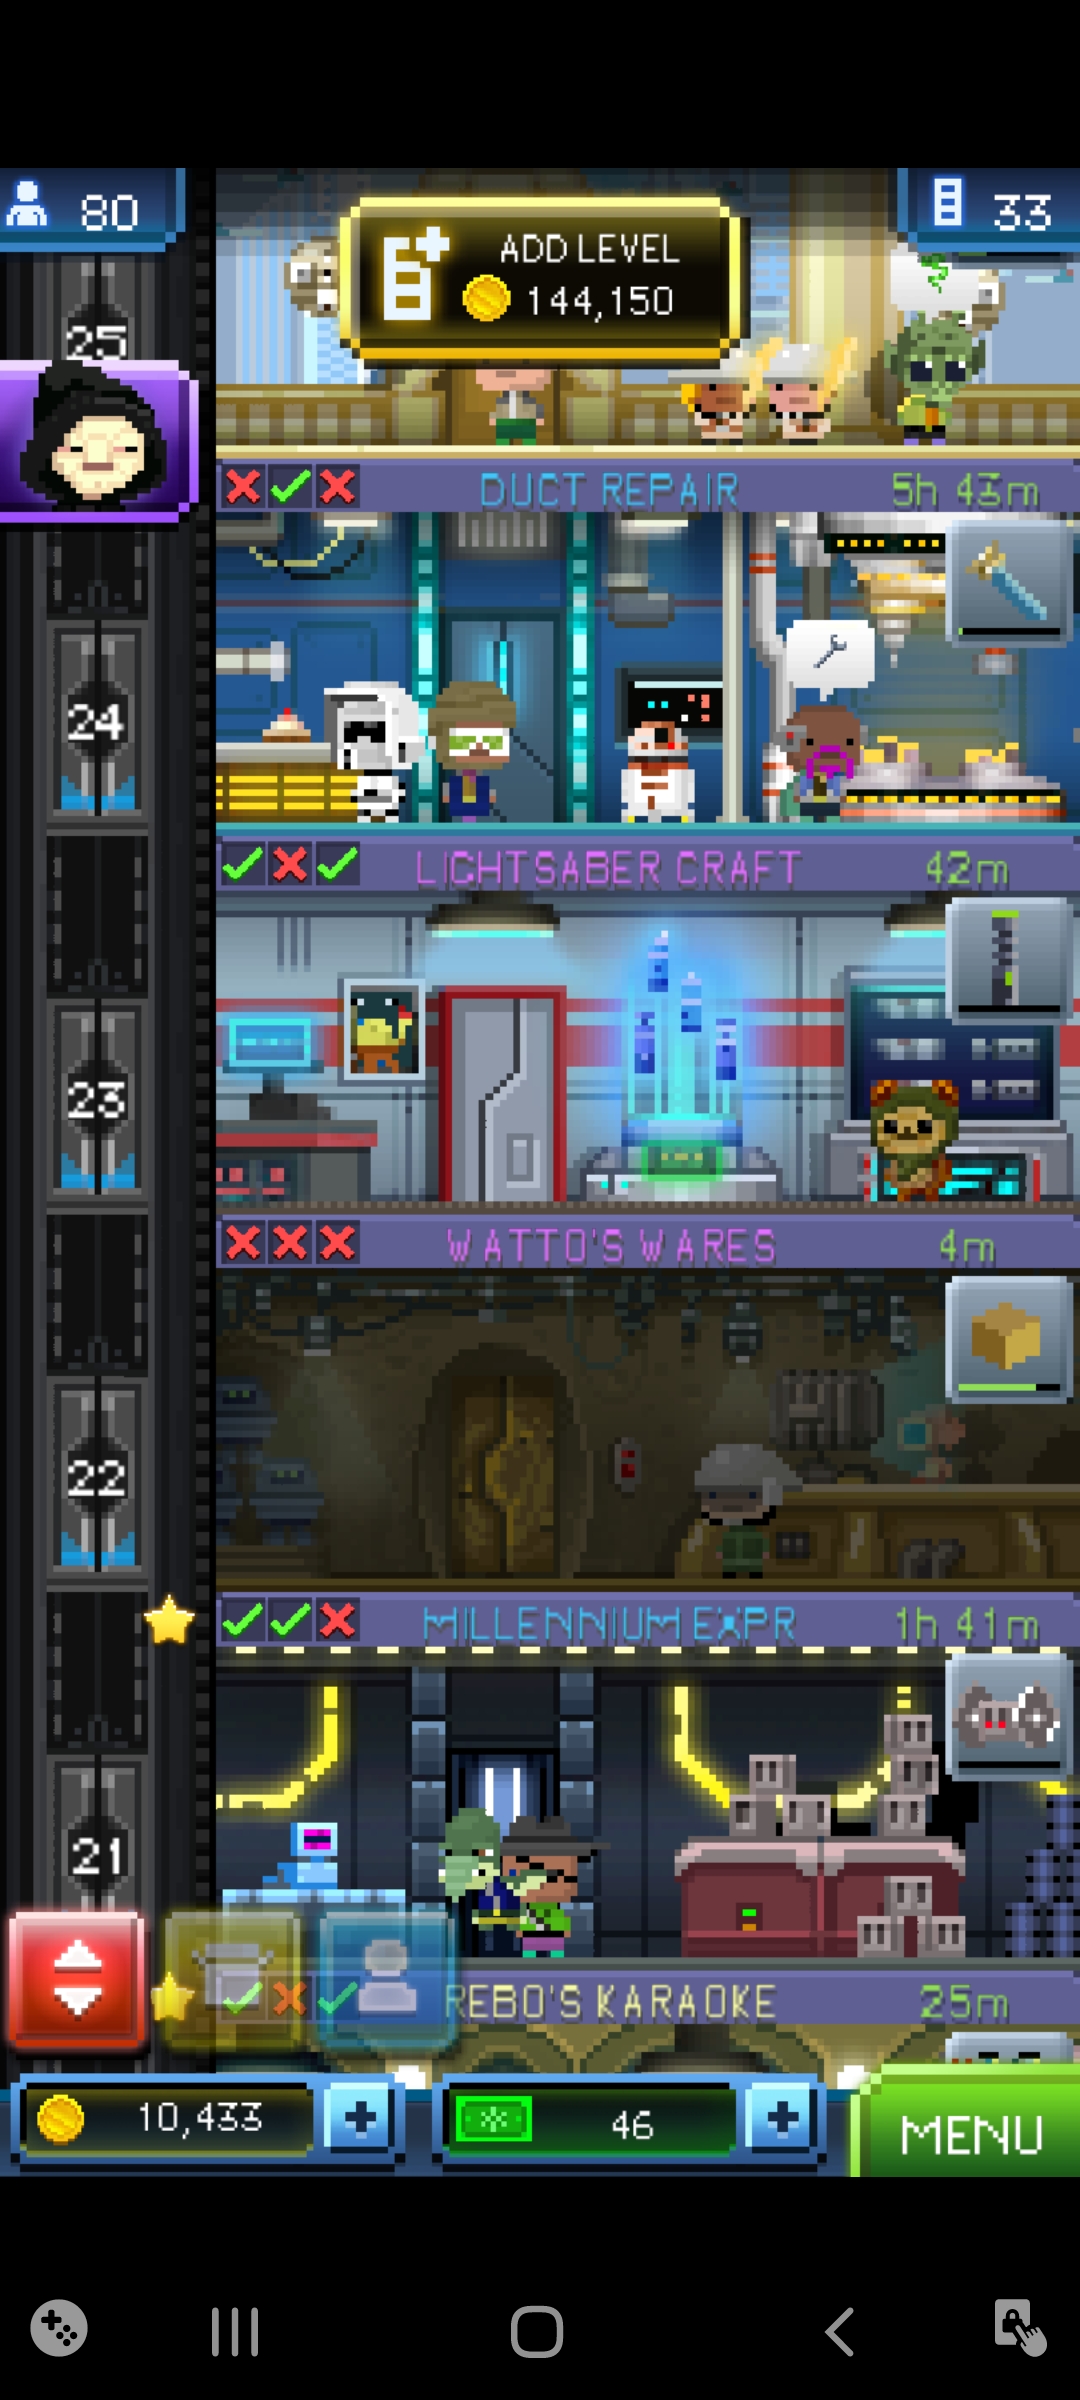 80
ADD LEVEL
144,150
33
25
DUCT REPAIR
5h 43m
24
LIGHTSABER CRAFT
42m
23
WATTO'S WARES
4m
22
MILLENNIUM EXPR
1h 41m
21
REBO'S KARAOKE
25m
10,433
46
MENU